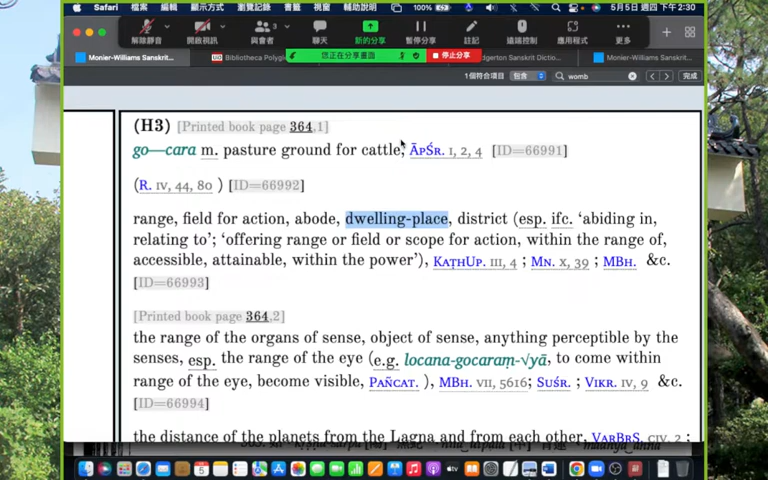 Safari 檔案 編輯 顯示方式 瀏覽記錄 書籤 視窗 輔助說明 100% 5月5日 週四 下午2:30
解除靜音 開啟視訊 與會者 3 聊天 新的分享 暫停分享 註記 遠端控制 應用程式 更多
Monier-Williams Sanskrit... Bibliotheca Polyg 您正在分享畫面 停止分享 dgerton Sanskrit Dictio... Monier-Williams Sanskrit...
1個符合項目 包含 womb 完成
(H3) [Printed book page 364,1]
go—cara m. pasture ground for cattle, ĀpŚr. i, 2, 4 [ID=66991]
(R. iv, 44, 80 ) [ID=66992]
range, field for action, abode, dwelling-place, district (esp. ifc. ‘abiding in,
relating to’; ‘offering range or field or scope for action, within the range of,
accessible, attainable, within the power’), KaṭhUp. iii, 4 ; Mn. x, 39 ; MBh. &c.
[ID=66993]
[Printed book page 364,2]
the range of the organs of sense, object of sense, anything perceptible by the
senses, esp. the range of the eye (e.g. locana-gocaraṃ-√yā, to come within
range of the eye, become visible, Pañcat. ), MBh. vii, 5616; Suśr. ; Vikr. iv, 9 &c.
[ID=66994]
the distance of the planets from the Lagna and from each other, VarBṛS. civ, 2 ;